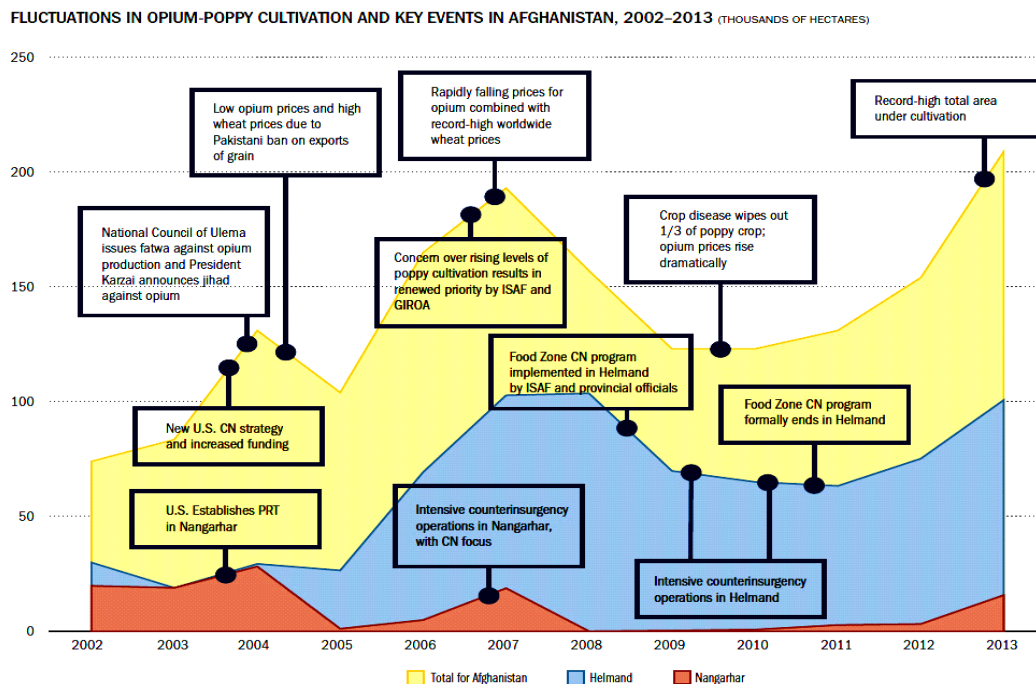 FLUCTUATIONS IN OPIUM-POPPY CULTIVATION AND KEY EVENTS IN AFGHANISTAN, 2002–2013 (THOUSANDS OF HECTARES)
250
200
150
100
50
0
Low opium prices and high
wheat prices due to
Pakistani ban on exports
of grain
Rapidly falling prices for
opium combined with
record-high worldwide
wheat prices
Record-high total area
under cultivation
National Council of Ulema
issues fatwa against opium
production and President
Karzai announces jihad
against opium
Concern over rising levels of
poppy cultivation results in
renewed priority by ISAF and
GIROA
Crop disease wipes out
1/3 of poppy crop;
opium prices rise
dramatically
Food Zone CN program
implemented in Helmand
by ISAF and provincial officials
Food Zone CN program
formally ends in Helmand
New U.S. CN strategy
and increased funding
U.S. Establishes PRT
in Nangarhar
Intensive counterinsurgency
operations in Nangarhar,
with CN focus
Intensive counterinsurgency
operations in Helmand
2002 2003 2004 2005 2006 2007 2008 2009 2010 2011 2012 2013
Total for Afghanistan Helmand Nangarhar